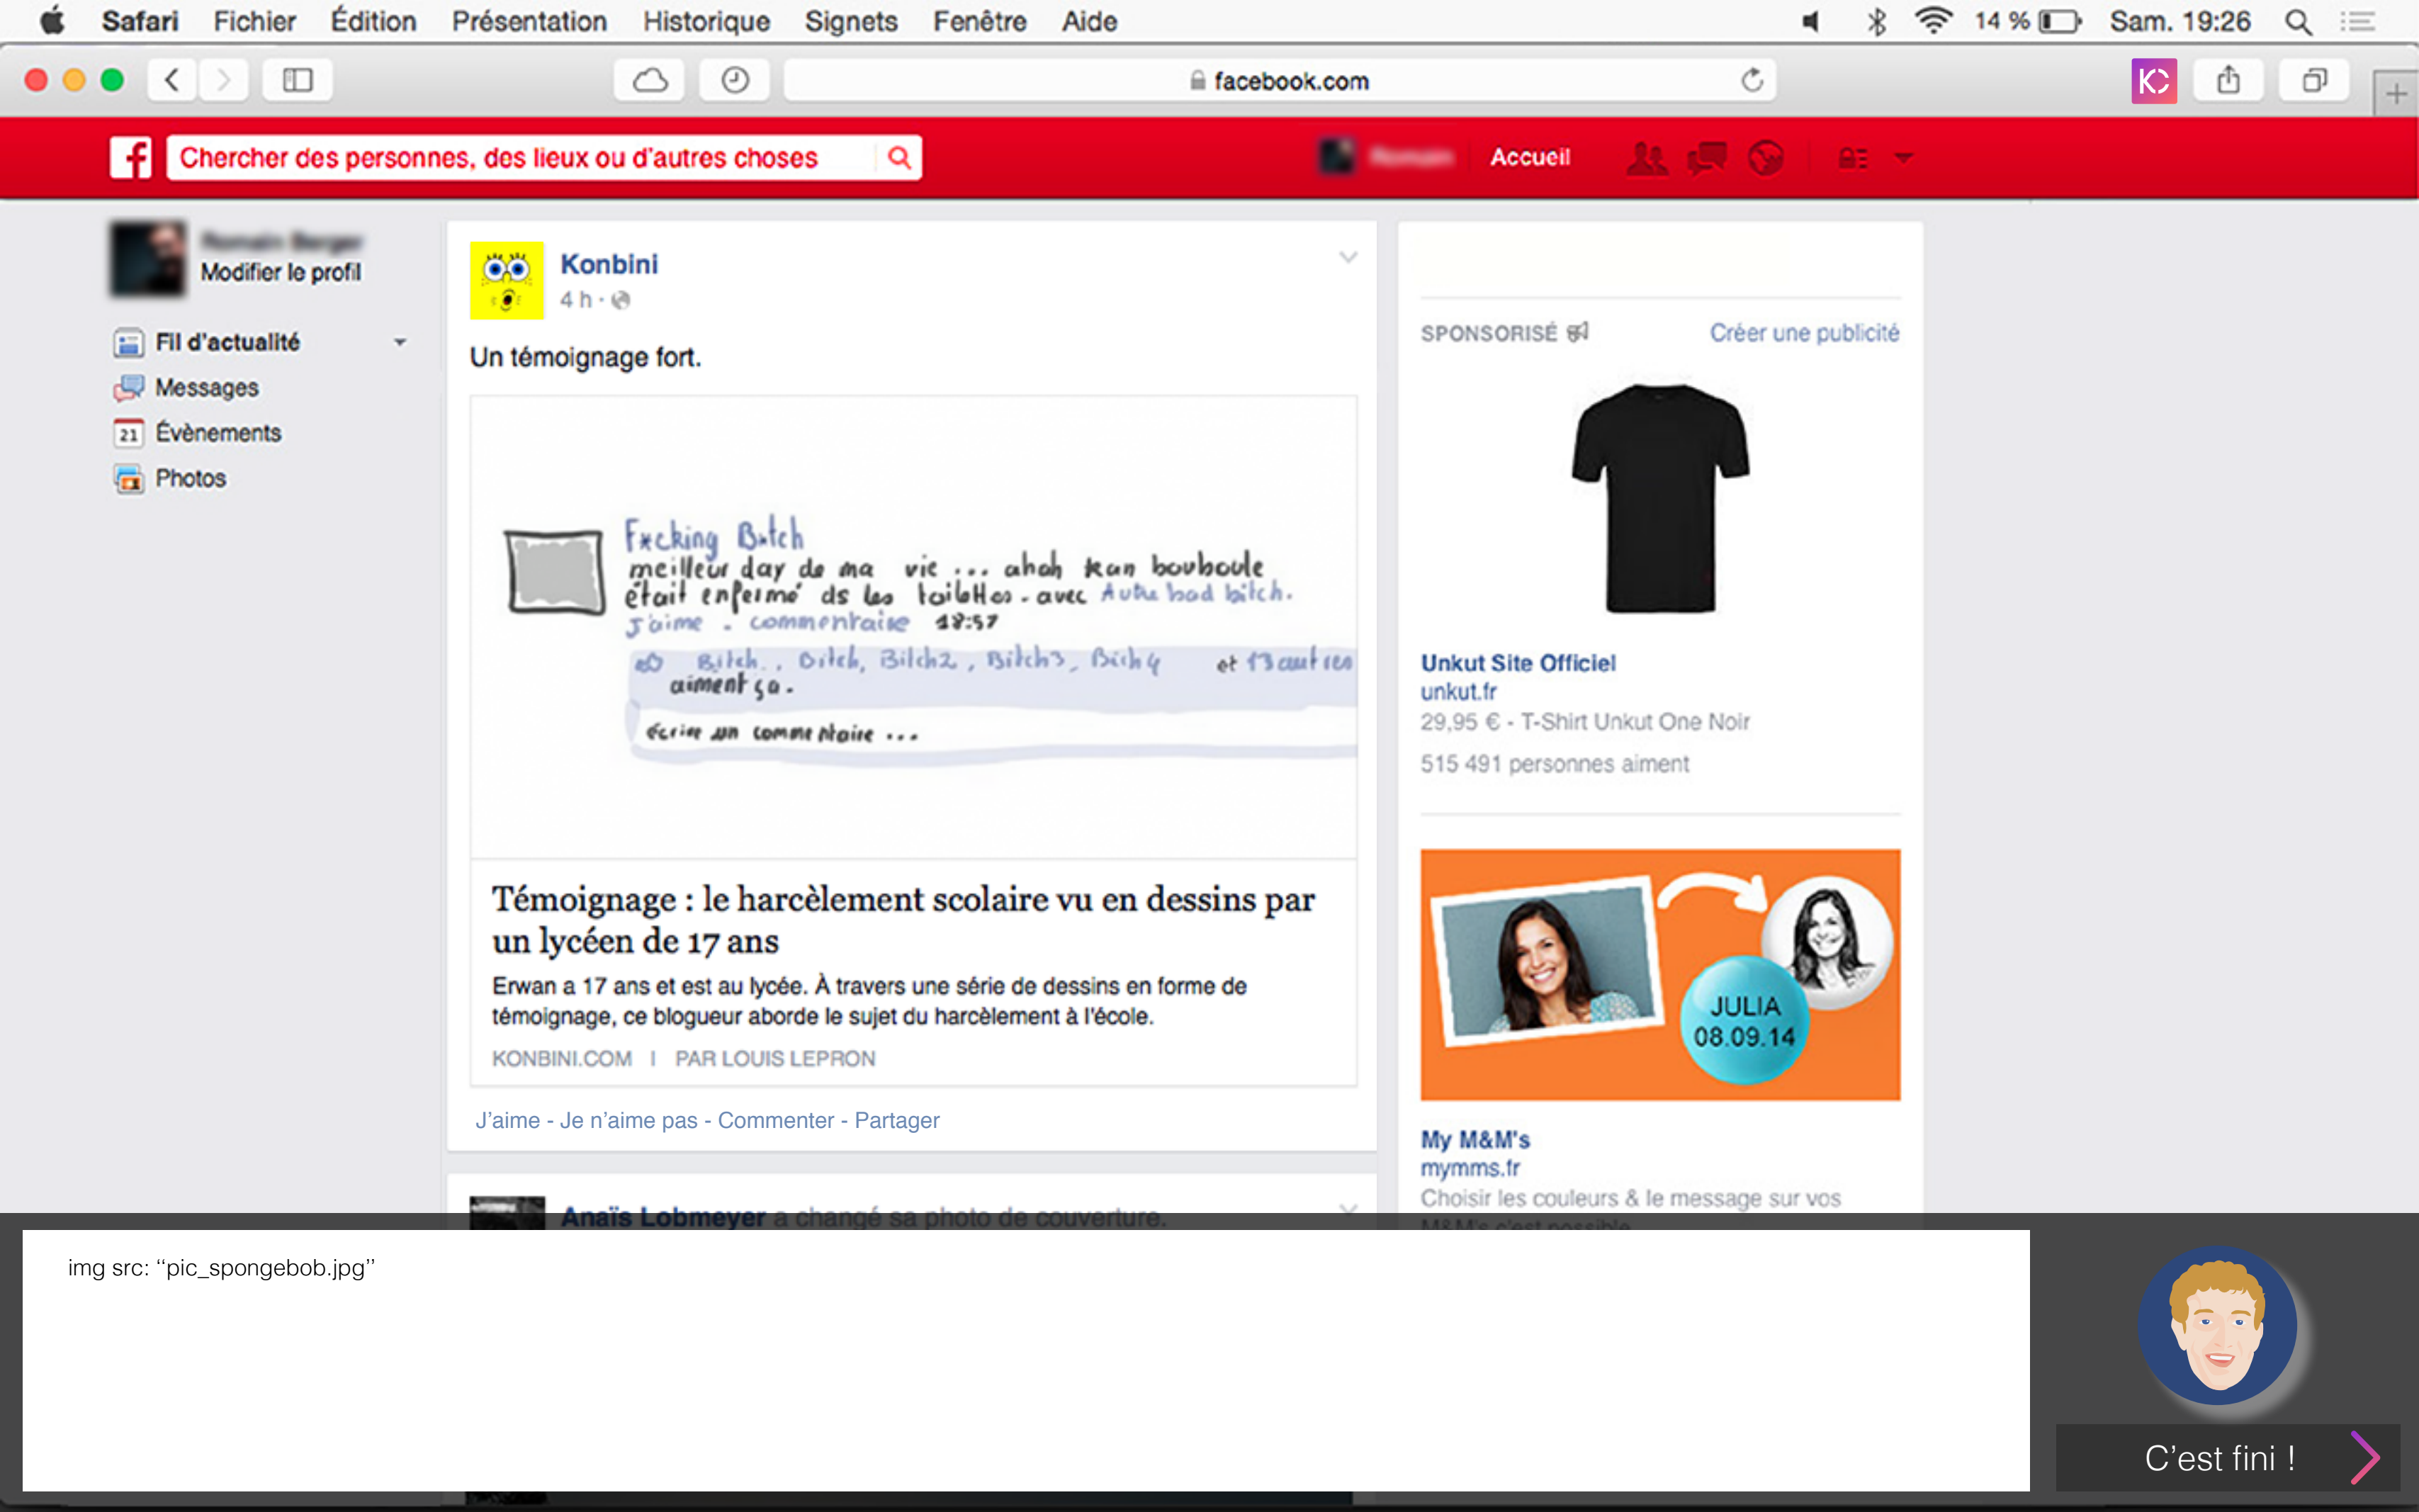 Safari Fichier Édition Présentation Historique Signets Fenêtre Aide 14 % Sam. 19:26
facebook.com
Chercher des personnes, des lieux ou d'autres choses
Accueil
Modifier le profil
Fil d'actualité
Messages
21 Évènements
Photos
Konbini
4 h ·
Un témoignage fort.
Fxcking Bxtch
meilleur day de ma vie ... ahah kan bouboule
était enfermé ds les toilettes. avec Autre bad bitch.
J'aime . commentaire 18:57
Bitch., Bitch, Bitch2, Bitch3, Bich4 et 13 autres
aiment ça.
écrire un commentaire ...
Témoignage : le harcèlement scolaire vu en dessins par
un lycéen de 17 ans
Erwan a 17 ans et est au lycée. À travers une série de dessins en forme de
témoignage, ce blogueur aborde le sujet du harcèlement à l'école.
KONBINI.COM | PAR LOUIS LEPRON
J'aime - Je n'aime pas - Commenter - Partager
Anaïs Lobmeyer a changé sa photo de couverture.
SPONSORISÉ Créer une publicité
Unkut Site Officiel
unkut.fr
29,95 € - T-Shirt Unkut One Noir
515 491 personnes aiment
JULIA
08.09.14
My M&M's
mymms.fr
Choisir les couleurs & le message sur vos
M&M's c'est possible
img src: “pic_spongebob.jpg”
C'est fini !